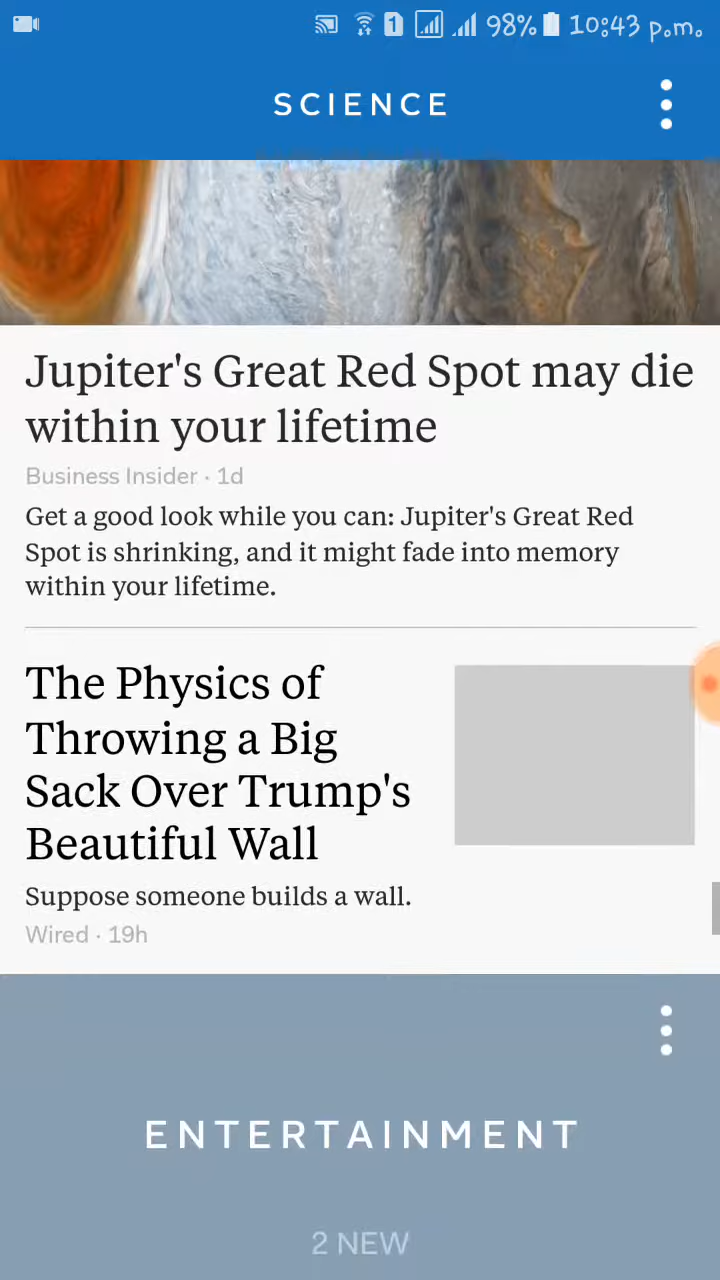 1 98% 10:43 p.m.
SCIENCE
Jupiter's Great Red Spot may die
within your lifetime
Business Insider · 1d
Get a good look while you can: Jupiter's Great Red
Spot is shrinking, and it might fade into memory
within your lifetime.
The Physics of
Throwing a Big
Sack Over Trump's
Beautiful Wall
Suppose someone builds a wall.
Wired · 19h
ENTERTAINMENT
2 NEW